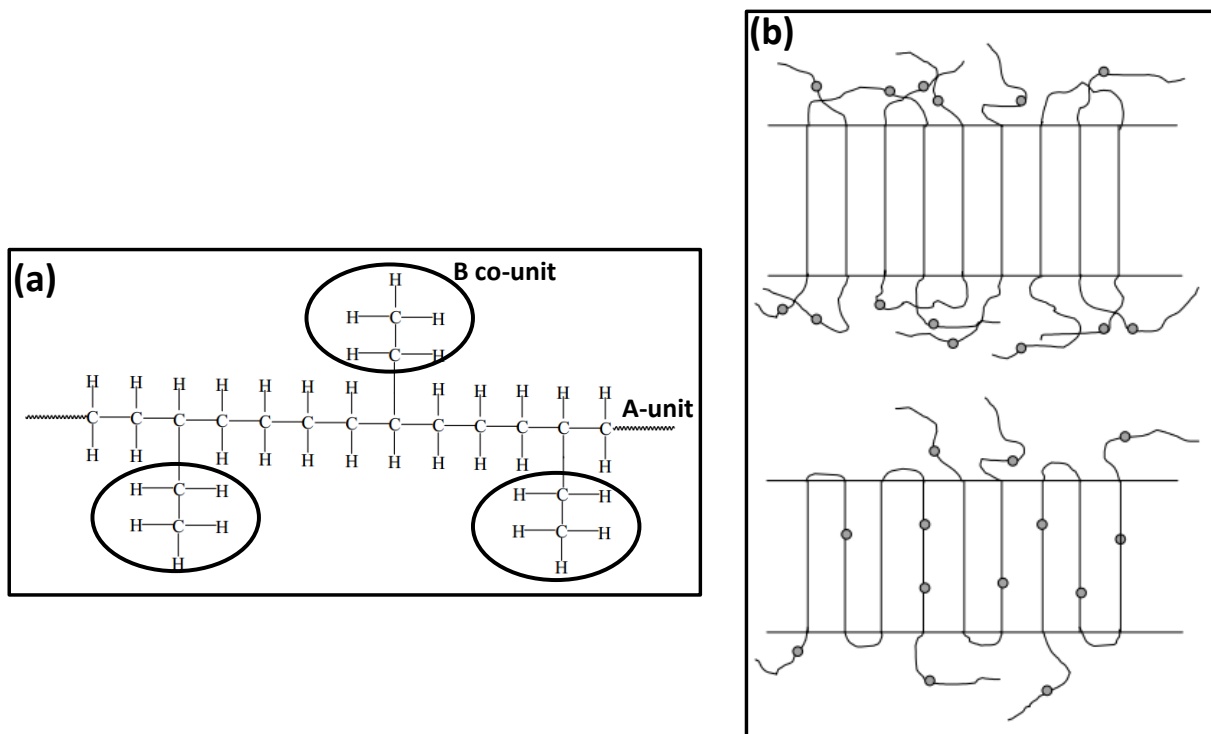 (a)
B co-unit
H
H C H
H C H
H H H H H H H H H H H H
A-unit
C C C C C C C C C C C C C
H H H H H H H H H H H
H C H H C H
H C H H C H
H H
(b)